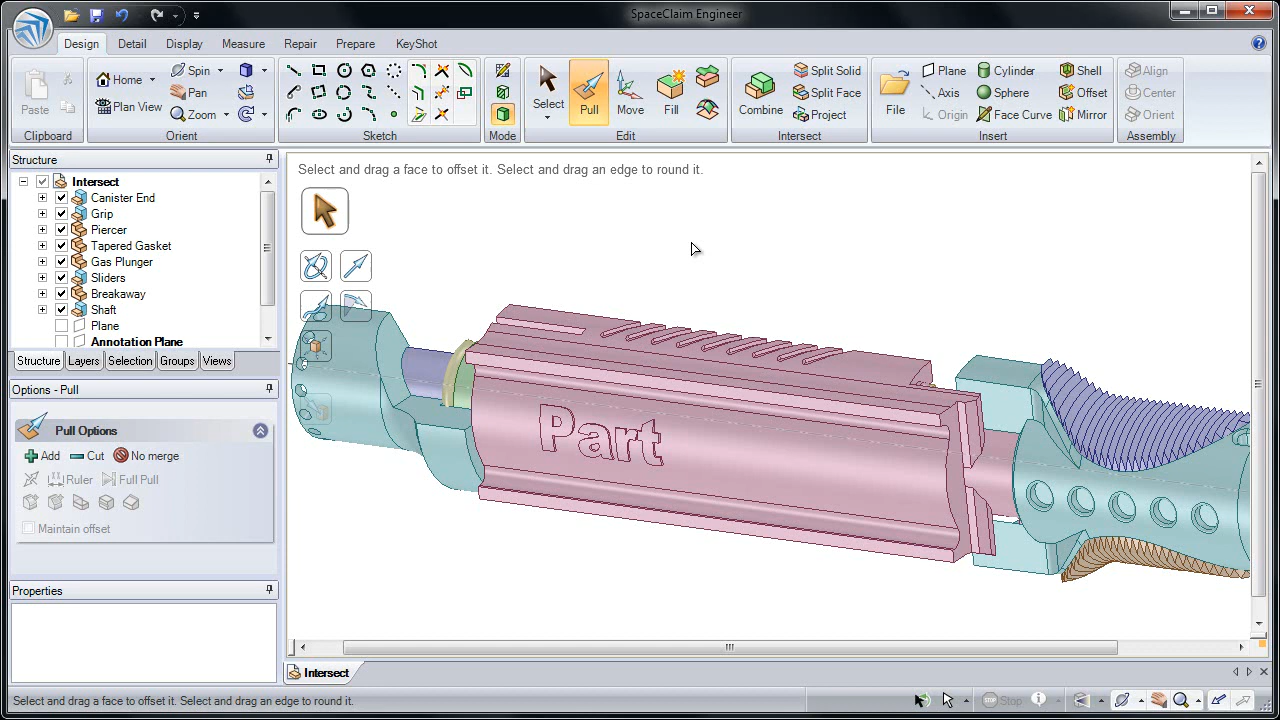 SpaceClaim Engineer
Design Detail Display Measure Repair Prepare KeyShot
Paste
Clipboard
Home Spin
Plan View Pan
Zoom
Orient
Sketch
Mode
Select Pull Move Fill
Edit
Combine
Split Solid
Split Face
Project
Intersect
File
Plane Cylinder Shell
Axis Sphere Offset
Origin Face Curve Mirror
Insert
Align
Center
Orient
Assembly
Structure
Intersect
Canister End
Grip
Piercer
Tapered Gasket
Gas Plunger
Sliders
Breakaway
Shaft
Plane
Annotation Plane
Structure Layers Selection Groups Views
Options - Pull
Pull Options
Add Cut No merge
Ruler Full Pull
Maintain offset
Properties
Select and drag a face to offset it. Select and drag an edge to round it.
Part
Intersect
Select and drag a face to offset it. Select and drag an edge to round it.
Stop